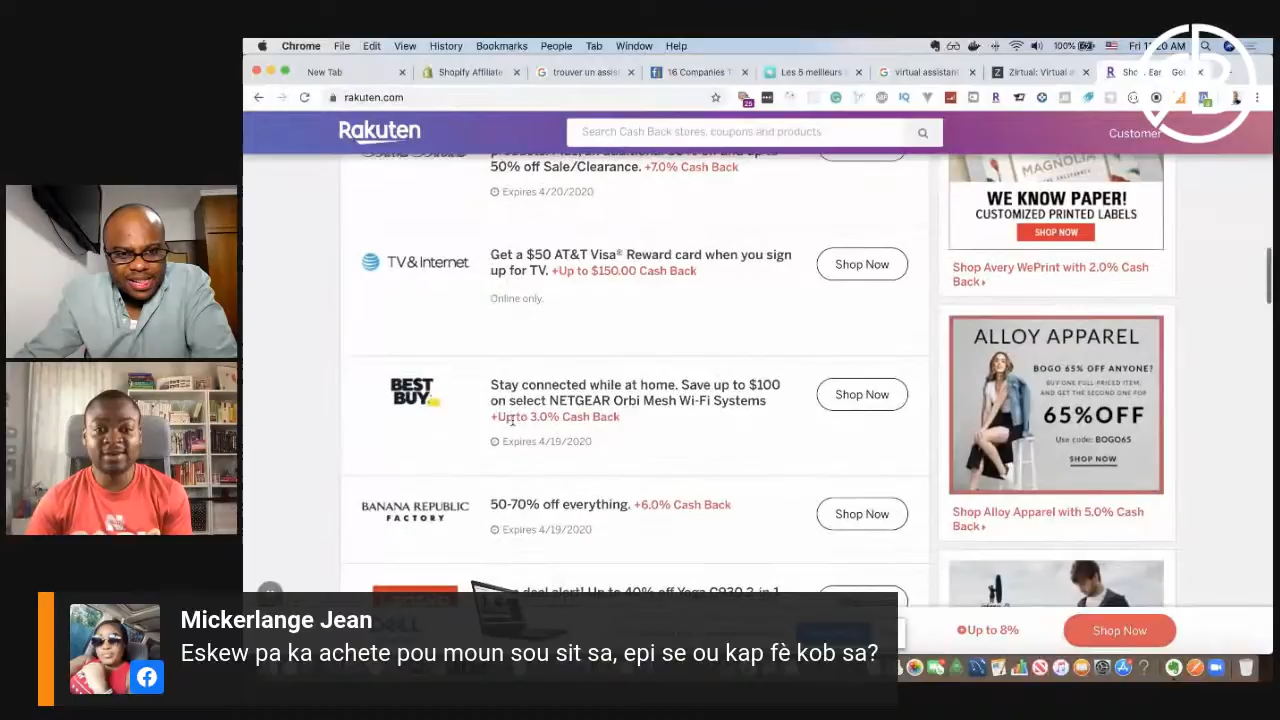 Chrome File Edit View History Bookmarks People Tab Window Help
100%
New Tab
Shopify Affiliate
trouver un assis
16 Companies T
Les 5 meilleurs
virtual assistan
Zirtual: Virtual a
rakuten.com
Rakuten
Search Cash Back stores, coupons and products
Customer
50% off Sale/Clearance. +7.0% Cash Back
Expires 4/20/2020
TV & Internet
Get a $50 AT&T Visa® Reward card when you sign
up for TV. +Up to $150.00 Cash Back
Online only.
Shop Now
BEST
BUY
Stay connected while at home. Save up to $100
on select NETGEAR Orbi Mesh Wi-Fi Systems
+Up to 3.0% Cash Back
Expires 4/19/2020
Shop Now
BANANA REPUBLIC
FACTORY
50-70% off everything. +6.0% Cash Back
Expires 4/19/2020
Shop Now
MAGNOLIA
WE KNOW PAPER!
CUSTOMIZED PRINTED LABELS
SHOP NOW
Shop Avery WePrint with 2.0% Cash
Back
ALLOY APPAREL
BOGO 65% OFF ANYONE?
BUY ONE FULL-PRICED ITEM,
AND GET THE SECOND ONE FOR
65%OFF
Use code: BOGO65
SHOP NOW
Shop Alloy Apparel with 5.0% Cash
Back
Up to 8%
Shop Now
Mickerlange Jean
Eskew pa ka achete pou moun sou sit sa, epi se ou kap fè kob sa?